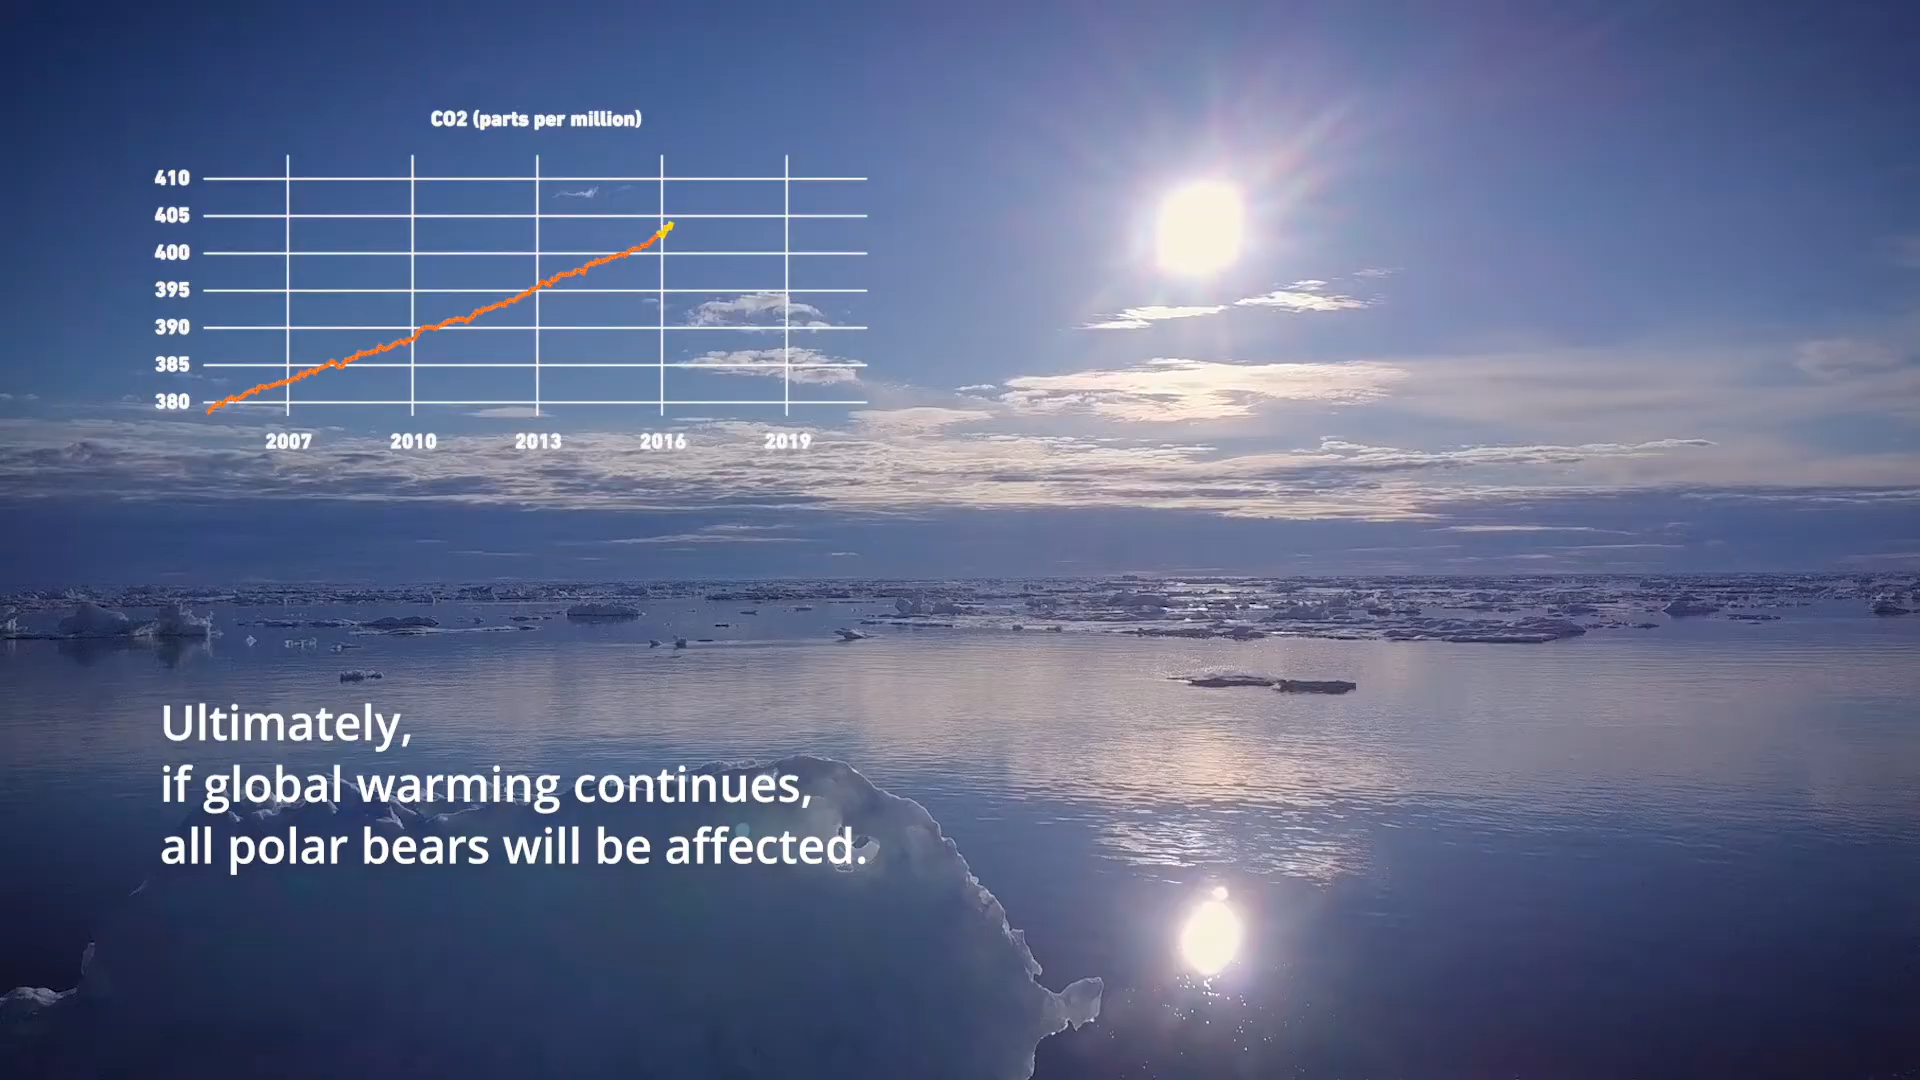 CO2 (parts per million)
410
405
400
395
390
385
380
2007 2010 2013 2016 2019
Ultimately,
if global warming continues,
all polar bears will be affected.